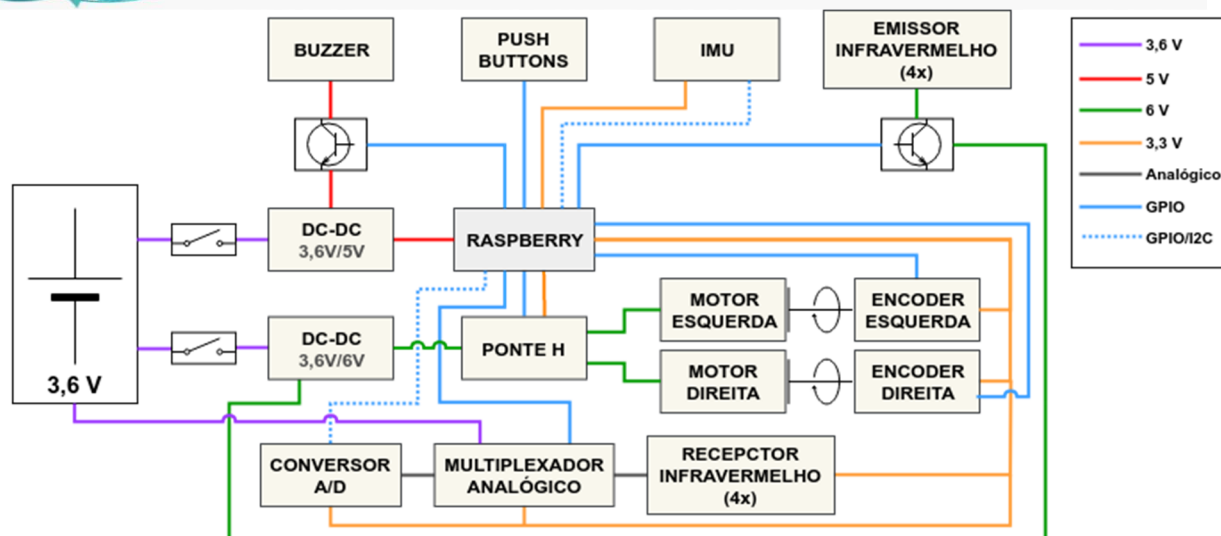 BUZZER
PUSH
BUTTONS
IMU
EMISSOR
INFRAVERMELHO
(4x)
3,6 V
5 V
6 V
3,3 V
Analógico
GPIO
GPIO/I2C
DC-DC
3,6V/5V
RASPBERRY
MOTOR
ESQUERDA
ENCODER
ESQUERDA
DC-DC
3,6V/6V
PONTE H
MOTOR
DIREITA
ENCODER
DIREITA
3,6 V
CONVERSOR
A/D
MULTIPLEXADOR
ANALÓGICO
RECEPCTOR
INFRAVERMELHO
(4x)